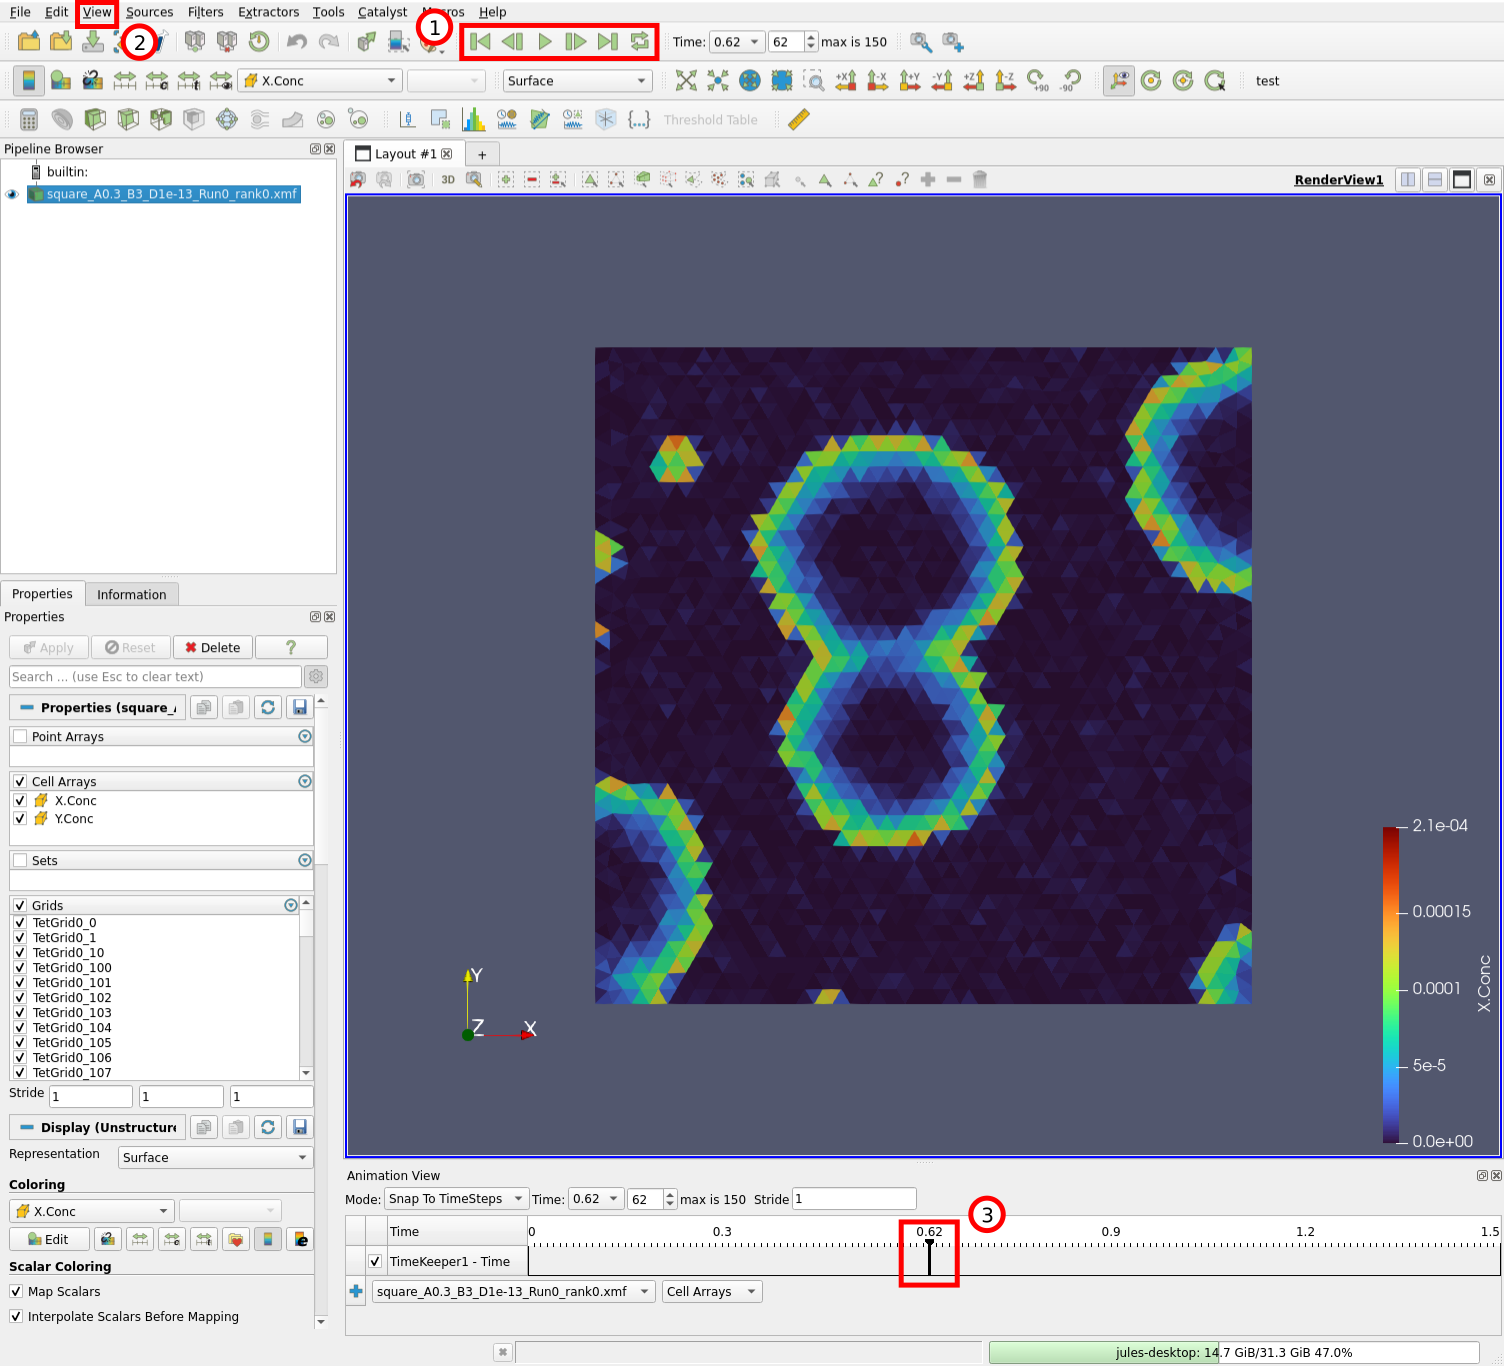 File Edit View Sources Filters Extractors Tools Catalyst Macros Help
1
2
Time: 0.62 62 max is 150
X.Conc Surface +X -X +Y -Y +Z -Z +90 -90 test
Threshold Table
Pipeline Browser
builtin:
square_A0.3_B3_D1e-13_Run0_rank0.xmf
Layout #1 +
3D RenderView1
Properties Information
Properties
Apply Reset Delete ?
Search ... (use Esc to clear text)
Properties (square_
Point Arrays
Cell Arrays
X.Conc
Y.Conc
Sets
Grids
TetGrid0_0
TetGrid0_1
TetGrid0_10
TetGrid0_100
TetGrid0_101
TetGrid0_102
TetGrid0_103
TetGrid0_104
TetGrid0_105
TetGrid0_106
TetGrid0_107
Stride 1 1 1
Display (Unstructure
Representation Surface
Coloring
X.Conc
Edit
Scalar Coloring
Map Scalars
Interpolate Scalars Before Mapping
Y
Z X
2.1e-04
0.00015
0.0001
5e-5
0.0e+00
X.Conc
Animation View
Mode: Snap To TimeSteps Time: 0.62 62 max is 150 Stride 1
3
Time 0 0.3 0.62 0.9 1.2 1.5
TimeKeeper1 - Time
square_A0.3_B3_D1e-13_Run0_rank0.xmf Cell Arrays
jules-desktop: 14.7 GiB/31.3 GiB 47.0%